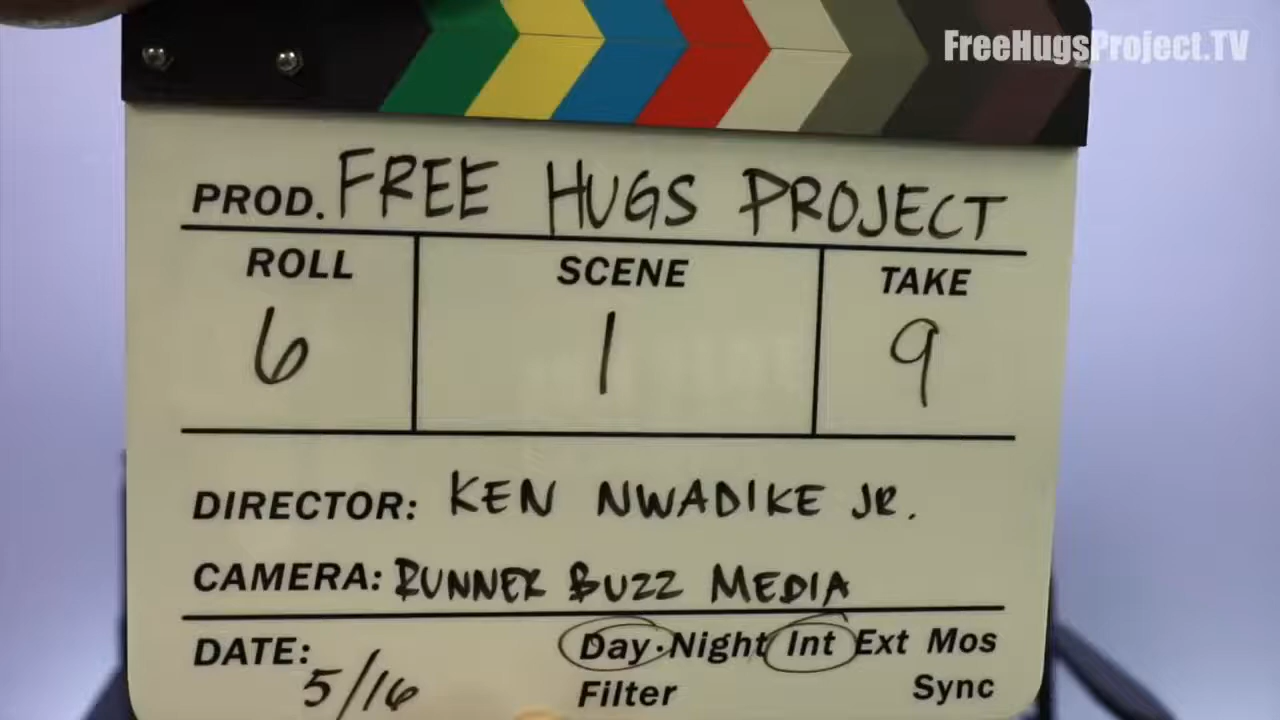 FreeHugsProject.TV
PROD. FREE HUGS PROJECT
ROLL SCENE TAKE
6 1 9
DIRECTOR: KEN NWADIKE JR.
CAMERA: RUNNER BUZZ MEDIA
DATE: 5/16 Day·Night Int Ext Mos
Filter Sync